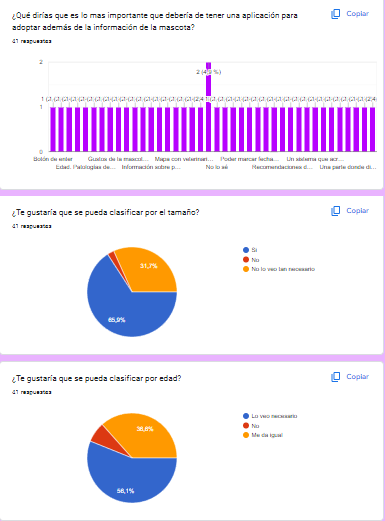 ¿Qué dirías que es lo mas importante que debería de tener una aplicación para
adoptar además de la información de la mascota?
Copiar
41 respuestas
2
2 (4,9 %)
1
0
Botón de enter
Gustos de la mascot...
Mapa con veterinari...
Poder marcar fecha...
Un sistema que acr...
Edad. Patologías de...
Información sobre p...
No lo sé
Recomendaciones d...
Una parte donde di...
¿Te gustaría que se pueda clasificar por el tamaño?
Copiar
41 respuestas
Si
No
No lo veo tan necesario
31,7%
65,9%
¿Te gustaría que se pueda clasificar por edad?
Copiar
41 respuestas
Lo veo necesario
No
Me da igual
36,6%
56,1%